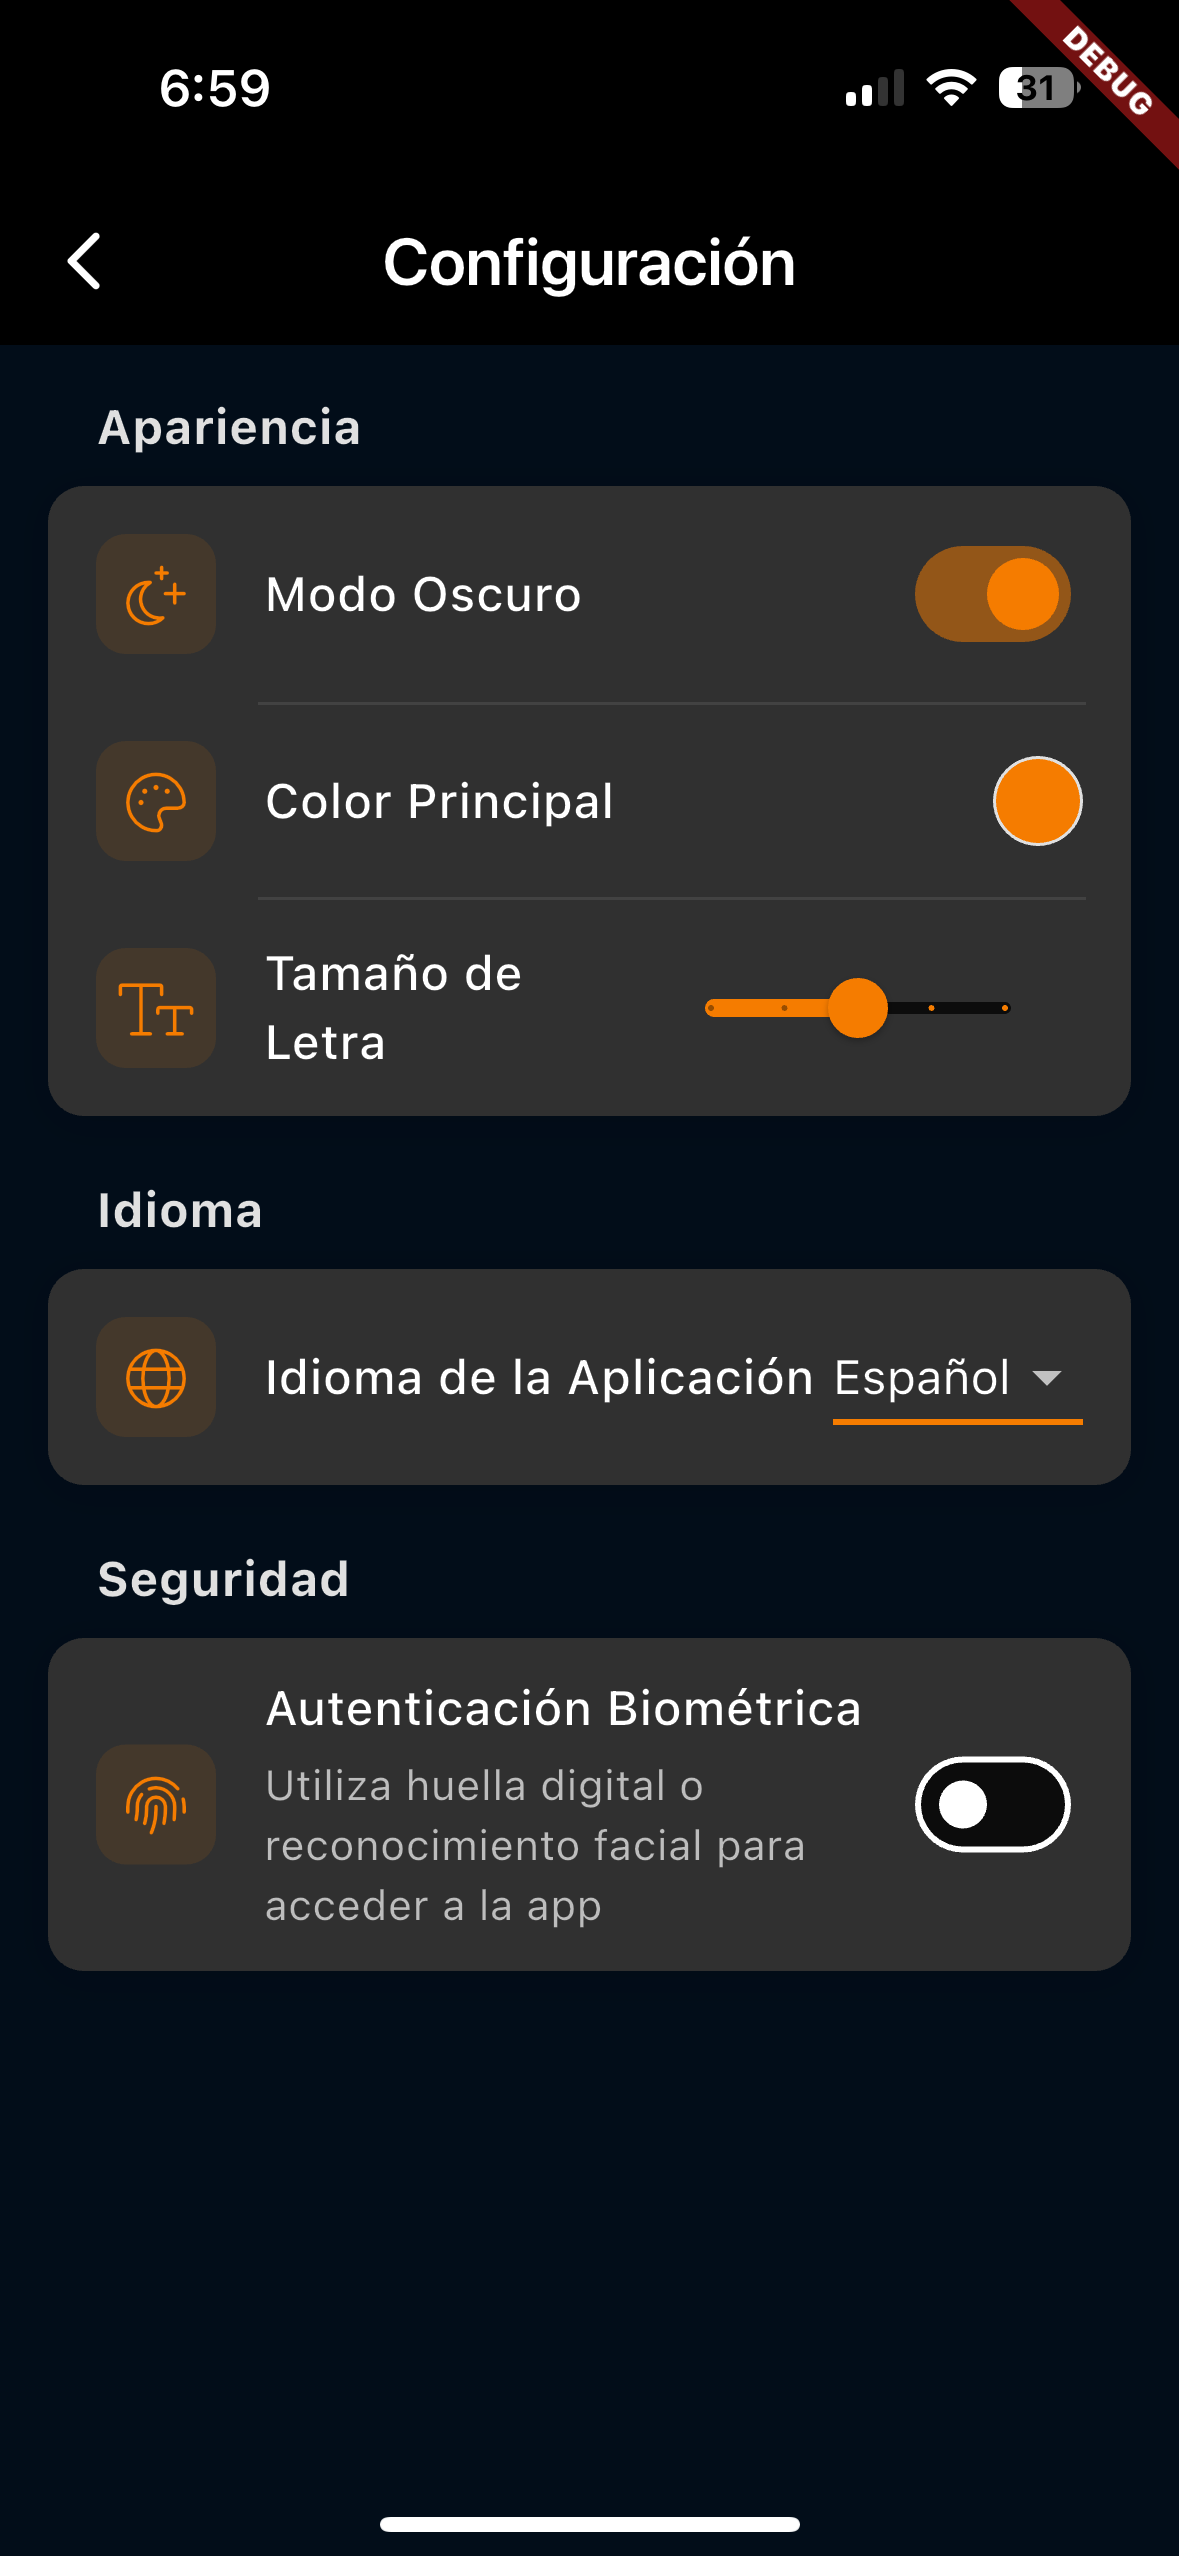 6:59
31
DEBUG
Configuración
Apariencia
Modo Oscuro
Color Principal
Tamaño de
Letra
Idioma
Idioma de la Aplicación
Español
Seguridad
Autenticación Biométrica
Utiliza huella digital o
reconocimiento facial para
acceder a la app